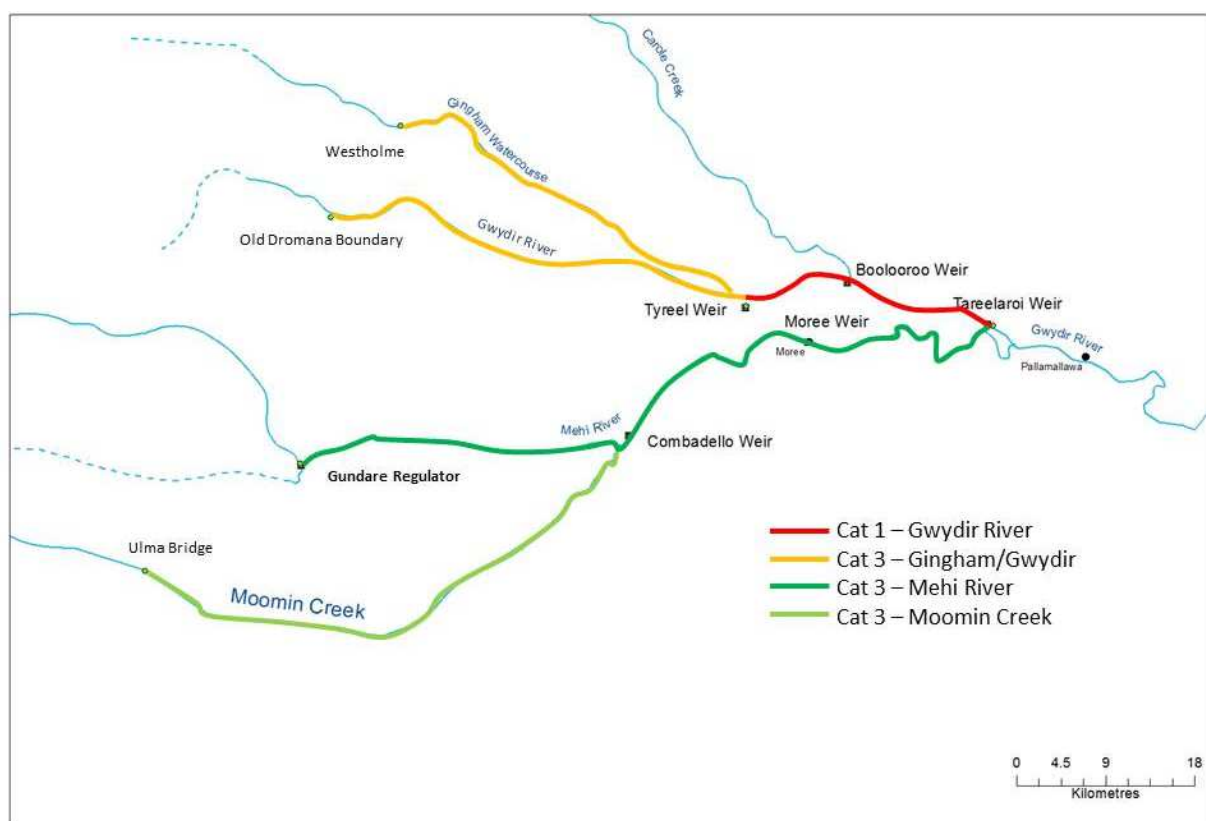 Carole Creek
Gingham Watercourse
Westholme
Gwydir River
Old Dromana Boundary
Boolooroo Weir
Tyreel Weir
Tareelaroi Weir
Moree Weir
Moree
Gwydir River
Pallamallawa
Mehi River
Combadello Weir
Gundare Regulator
Cat 1 – Gwydir River
Cat 3 – Gingham/Gwydir
Cat 3 – Mehi River
Cat 3 – Moomin Creek
Ulma Bridge
Moomin Creek
0 4.5 9 18
Kilometres